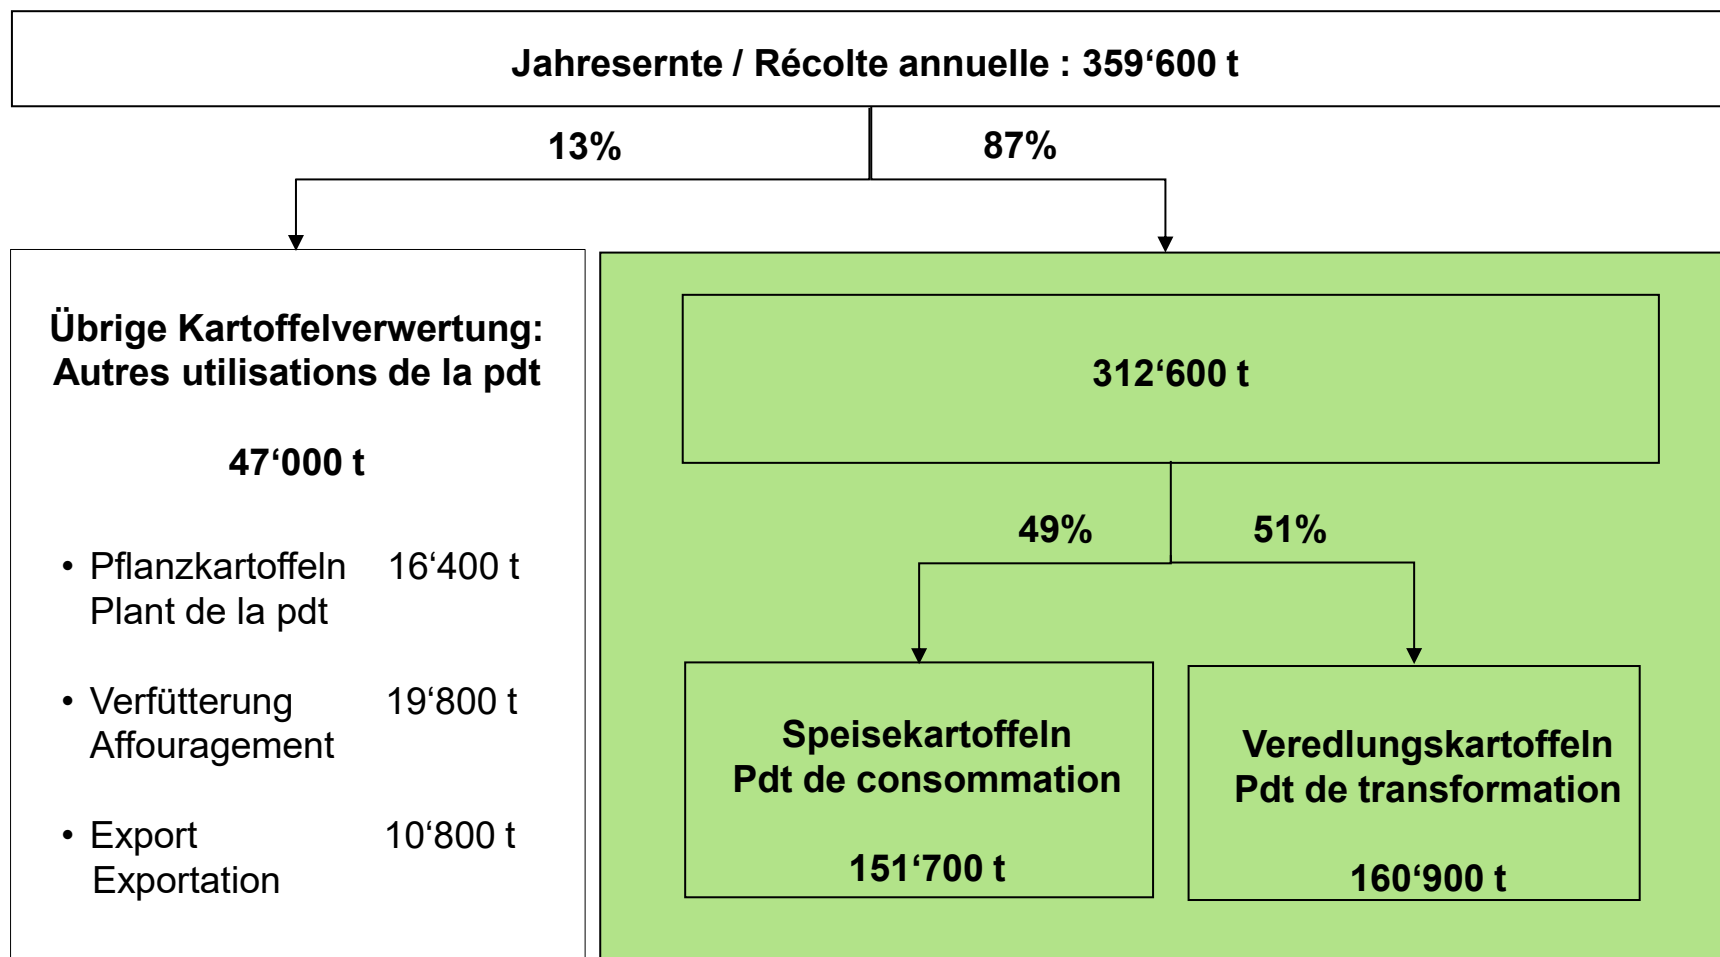 Jahresernte / Récolte annuelle : 359‘600 t
13%
87%
Übrige Kartoffelverwertung:
Autres utilisations de la pdt
47‘000 t
• Pflanzkartoffeln 16‘400 t
Plant de la pdt
• Verfütterung 19‘800 t
Affouragement
• Export 10‘800 t
Exportation
312‘600 t
49%
51%
Speisekartoffeln
Pdt de consommation
151‘700 t
Veredlungskartoffeln
Pdt de transformation
160‘900 t